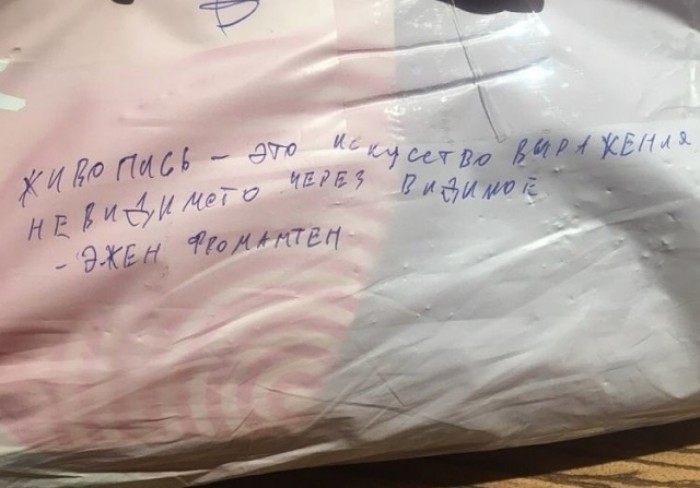 ЖИВОПИСЬ – ЭТО ИСКУССТВО ВЫРАЖЕНИЯ
НЕВИДИМОГО ЧЕРЕЗ ВИДИМОЕ
– ЭЖЕН ФРОМАНТЕН